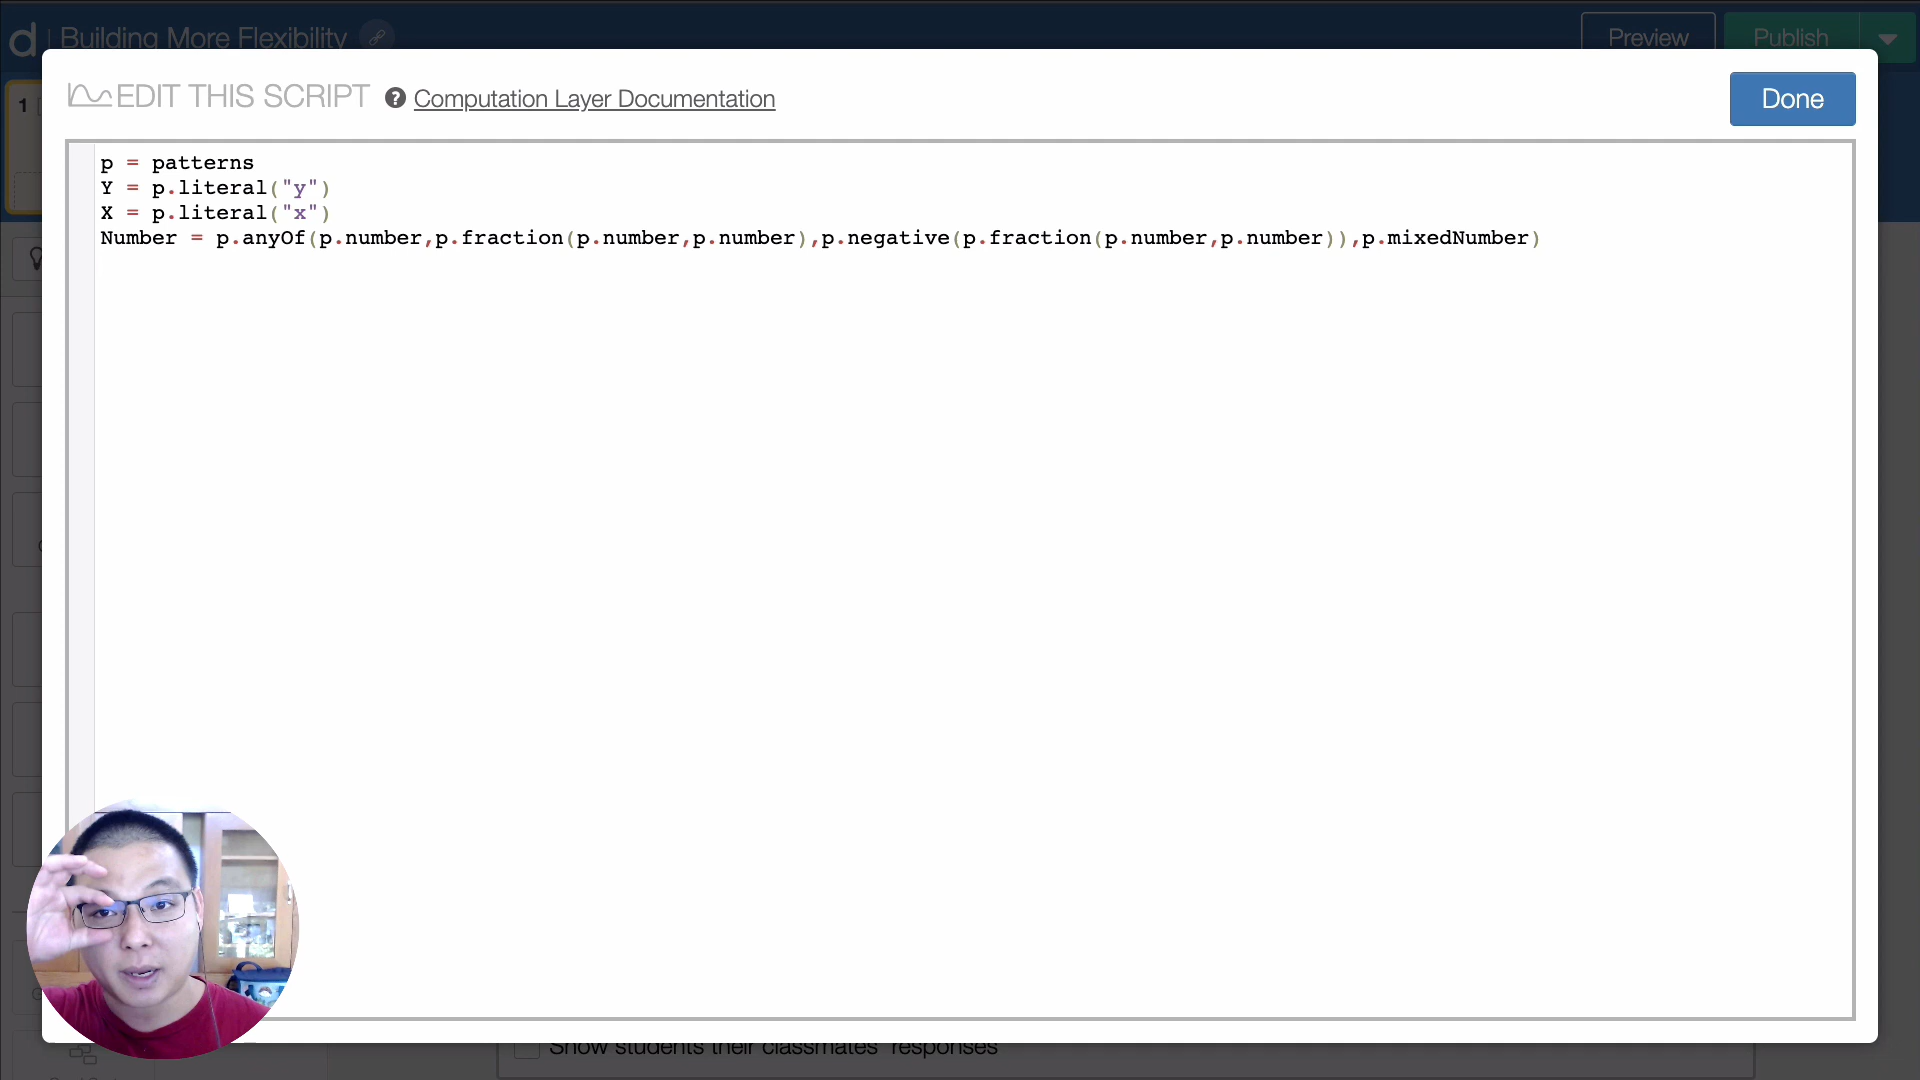 d | Building More Flexibility
Preview
Publish
1
EDIT THIS SCRIPT
? Computation Layer Documentation
Done
p = patterns
Y = p.literal("y")
X = p.literal("x")
Number = p.anyOf(p.number,p.fraction(p.number,p.number),p.negative(p.fraction(p.number,p.number)),p.mixedNumber)
Show students their classmates' responses